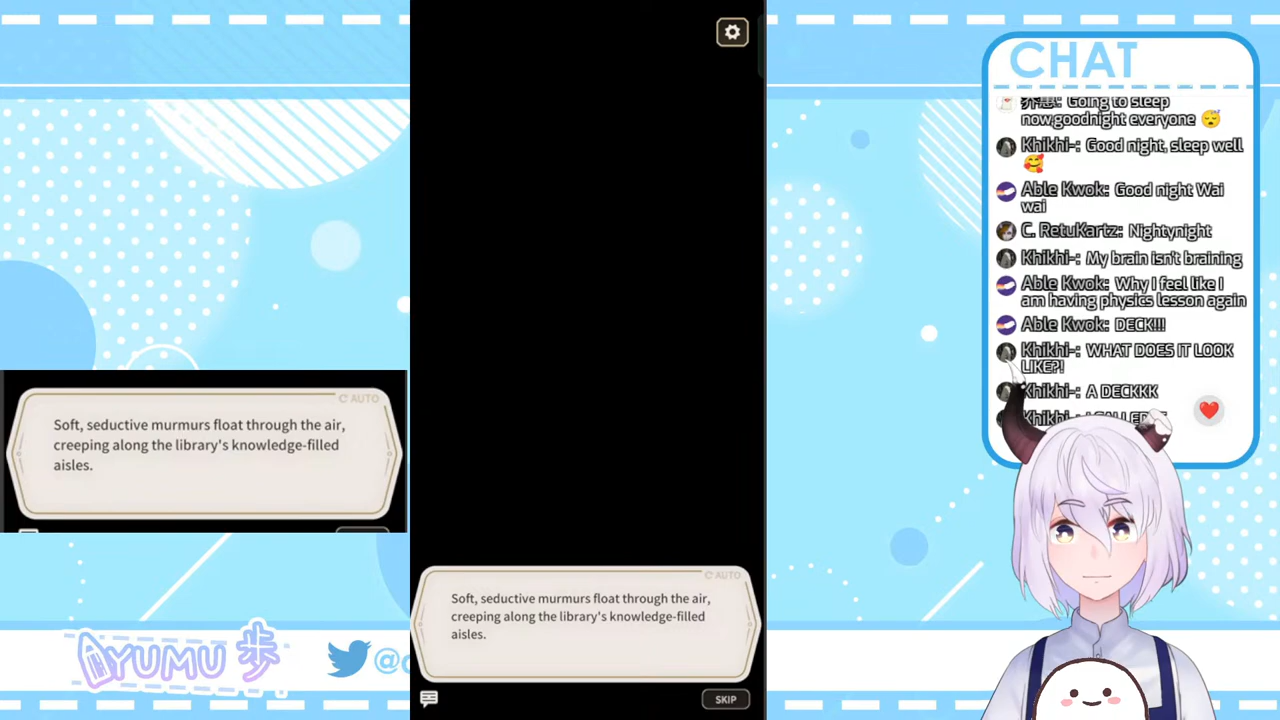 C AUTO
Soft, seductive murmurs float through the air,
creeping along the library's knowledge-filled
aisles.
AYUMU 歩
@
C AUTO
Soft, seductive murmurs float through the air,
creeping along the library's knowledge-filled
aisles.
SKIP
CHAT
Going to sleep
now,goodnight everyone 😴
Khikhi-: Good night, sleep well
🥰
Able Kwok: Good night Wai
wai
C. RetuKartz: Nightynight
Khikhi-: My brain isn't braining
Able Kwok: Why I feel like I
am having physics lesson again
Able Kwok: DECK!!!
Khikhi-: WHAT DOES IT LOOK
LIKE?!
Khikhi-: A DECKKK
Khikhi-: